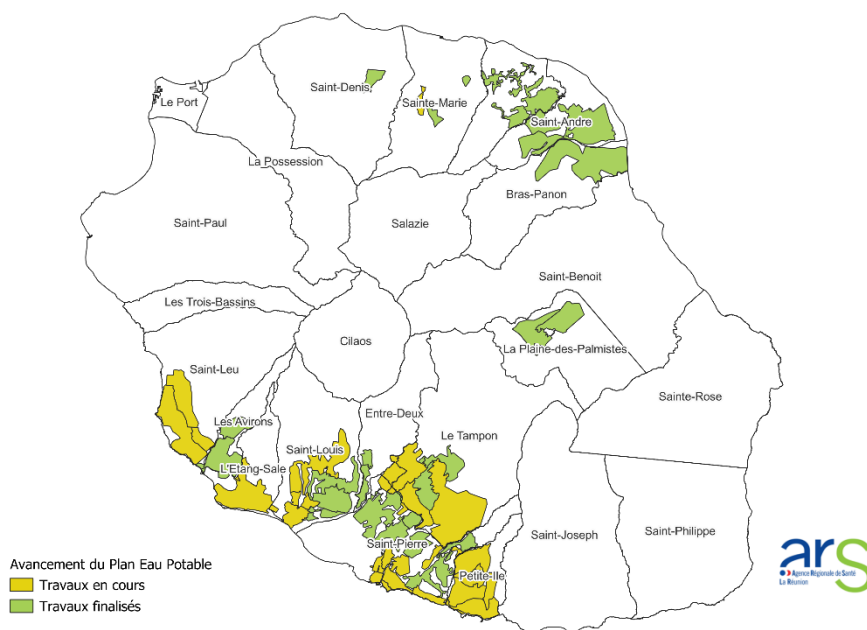 Le Port
Saint-Denis
Sainte-Marie
Saint-Andre
La Possession
Bras-Panon
Saint-Paul
Salazie
Saint-Benoit
Les Trois-Bassins
Cilaos
La Plaine-des-Palmistes
Saint-Leu
Sainte-Rose
Les Avirons
Entre-Deux
Le Tampon
Saint-Louis
L'Etang-Sale
Saint-Joseph
Saint-Philippe
Saint-Pierre
Petite-Ile
Avancement du Plan Eau Potable
Travaux en cours
Travaux finalisés
ars
Agence Régionale de Santé
La Réunion